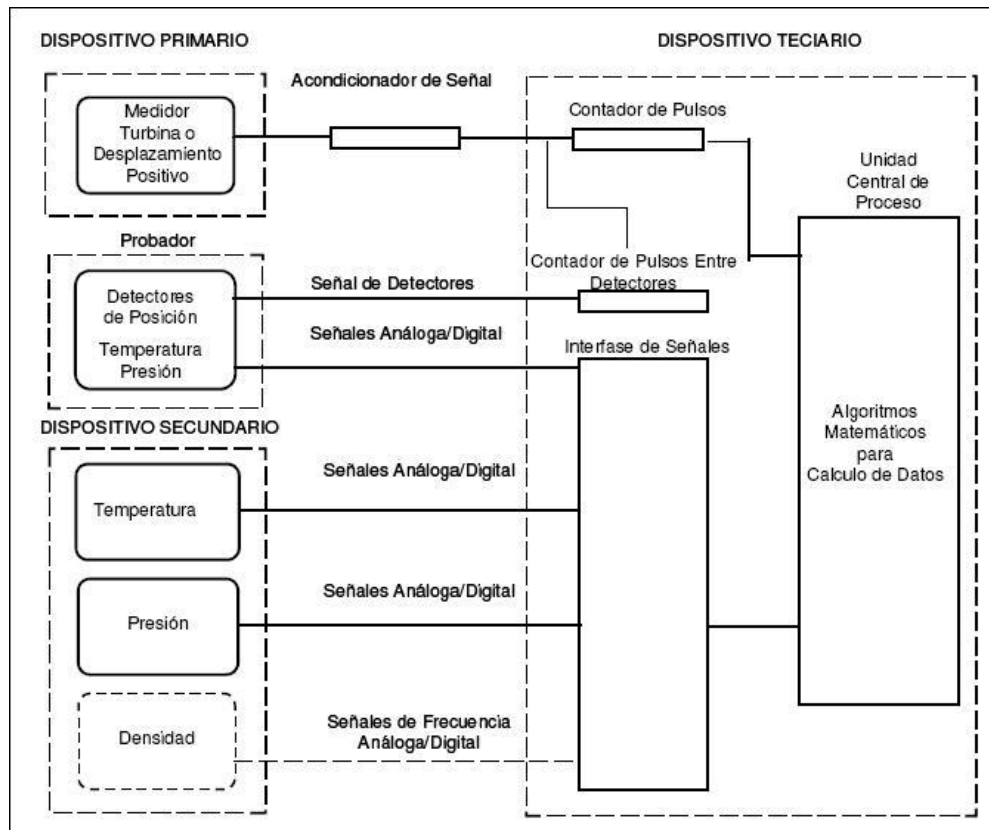 DISPOSITIVO PRIMARIO
DISPOSITIVO TECIARIO
Acondicionador de Señal
Medidor
Turbina o
Desplazamiento
Positivo
Contador de Pulsos
Unidad
Central de
Proceso
Probador
Detectores
de Posición
Temperatura
Presión
Señal de Detectores
Contador de Pulsos Entre
Detectores
Señales Análoga/Digital
Interfase de Señales
Algoritmos
Matemáticos
para
Calculo de Datos
DISPOSITIVO SECUNDARIO
Temperatura
Señales Análoga/Digital
Presión
Señales Análoga/Digital
Densidad
Señales de Frecuencia
Análoga/Digital